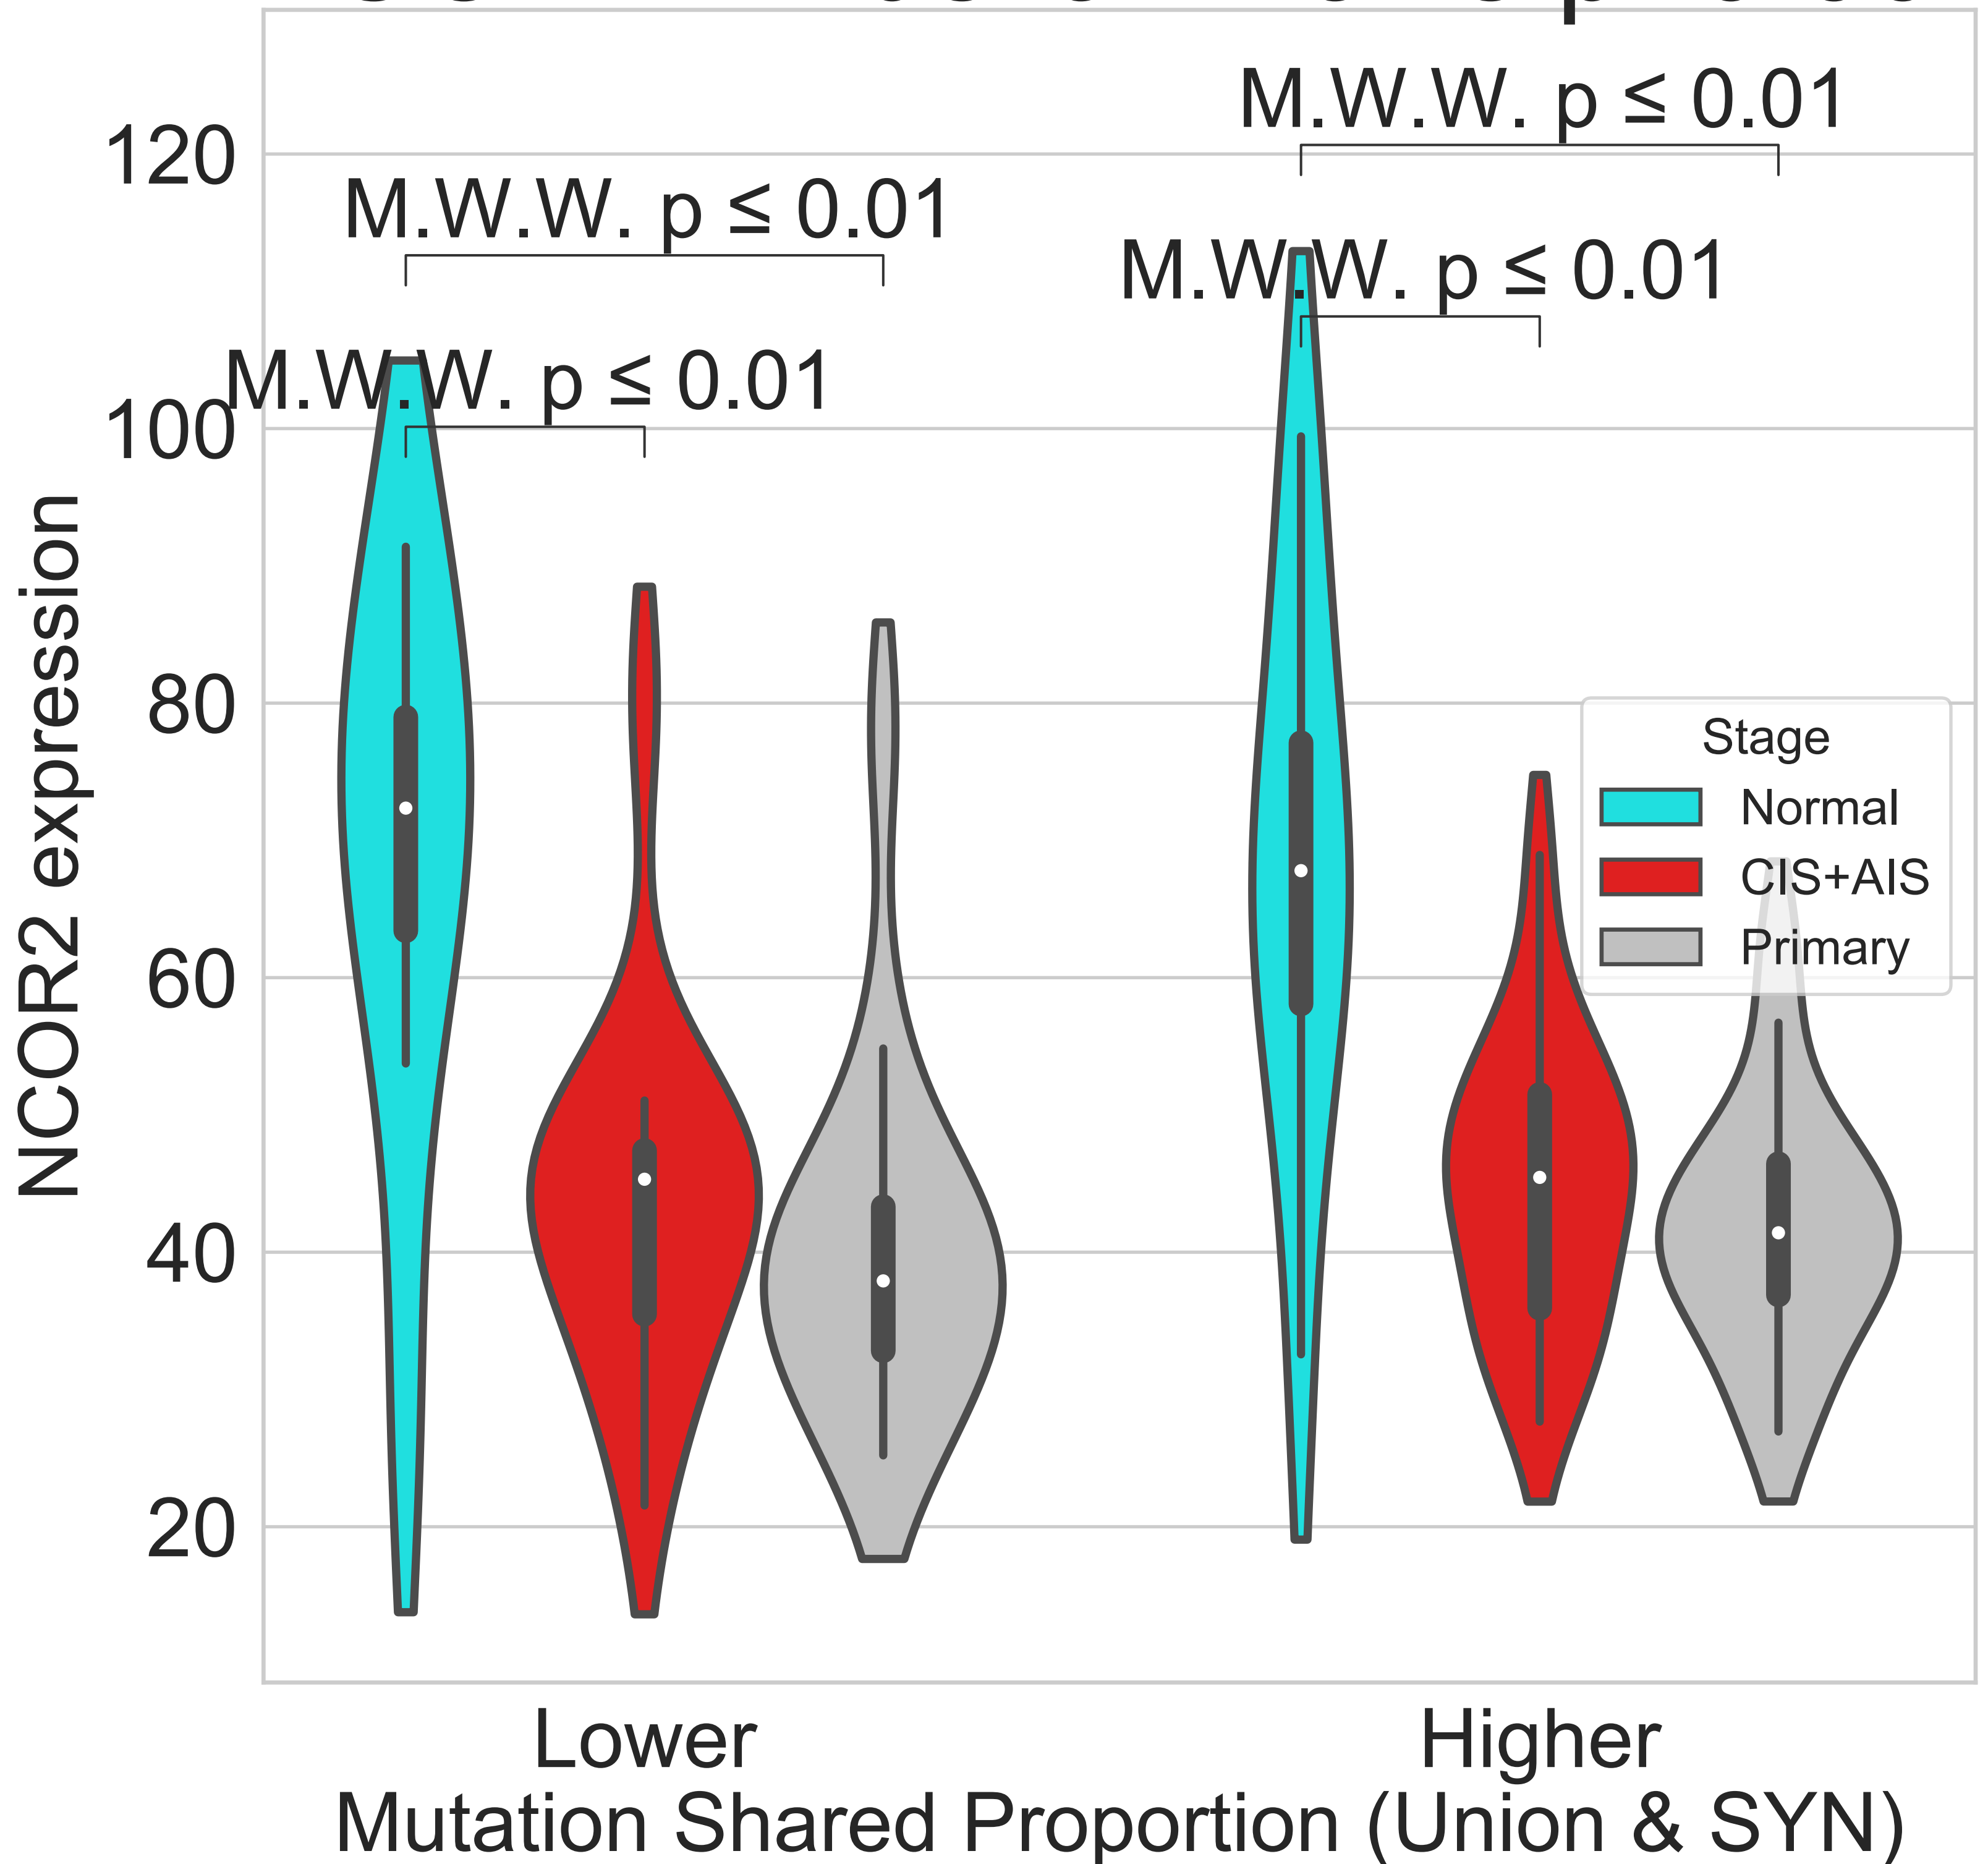 M.W.W. p ≤ 0.01
M.W.W. p ≤ 0.01
M.W.W. p ≤ 0.01
M.W.W. p ≤ 0.01
120
100
80
60
40
20
NCOR2 expression
Stage
Normal
CIS+AIS
Primary
Lower
Higher
Mutation Shared Proportion (Union & SYN)